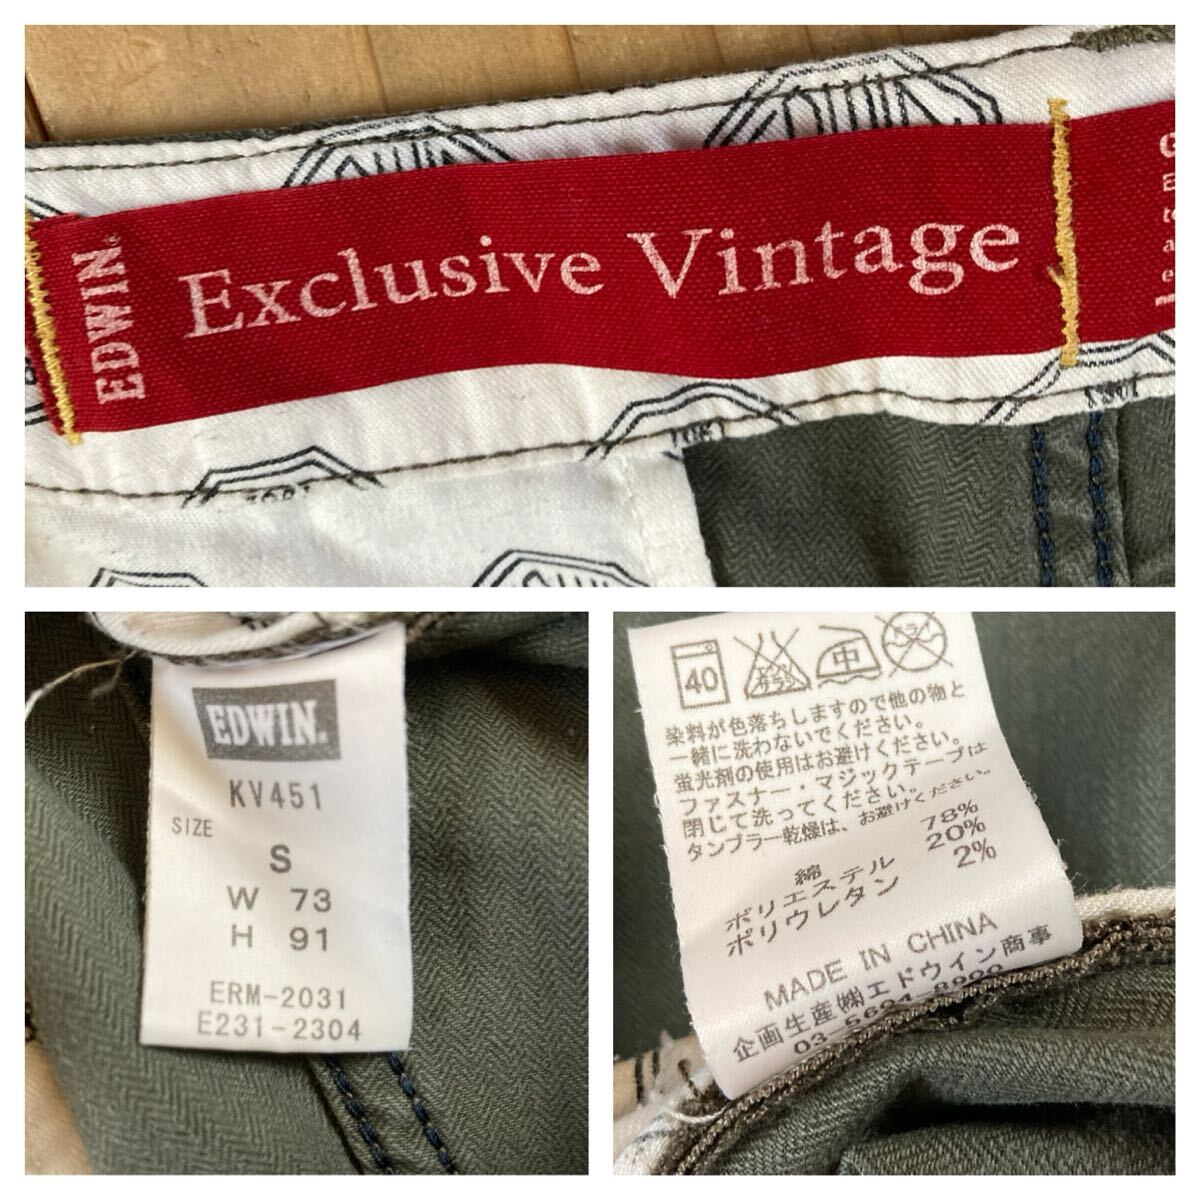 EDWIN.
Exclusive Vintage
EDWIN.
KV451
SIZE
S
W 73
H 91
ERM-2031
E231-2304
40
中
染料が色落ちしますので他の物と
一緒に洗わないでください。
蛍光剤の使用はお避けください。
ファスナー・マジックテープは
閉じて洗ってください。
タンブラー乾燥は、お避けください。
綿 78%
ポリエステル 20%
ポリウレタン 2%
MADE IN CHINA
企画生産㈱エドウイン商事